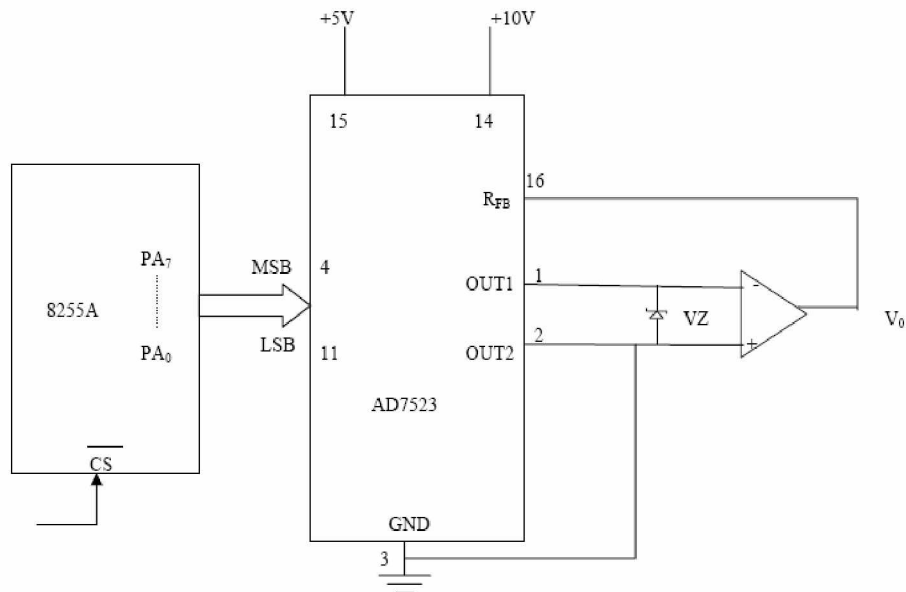 +5V
+10V
15
14
16
R_FB
PA₇
MSB
4
OUT1
1
-
8255A
VZ
V₀
LSB
2
+
PA₀
11
OUT2
AD7523
CS
GND
3